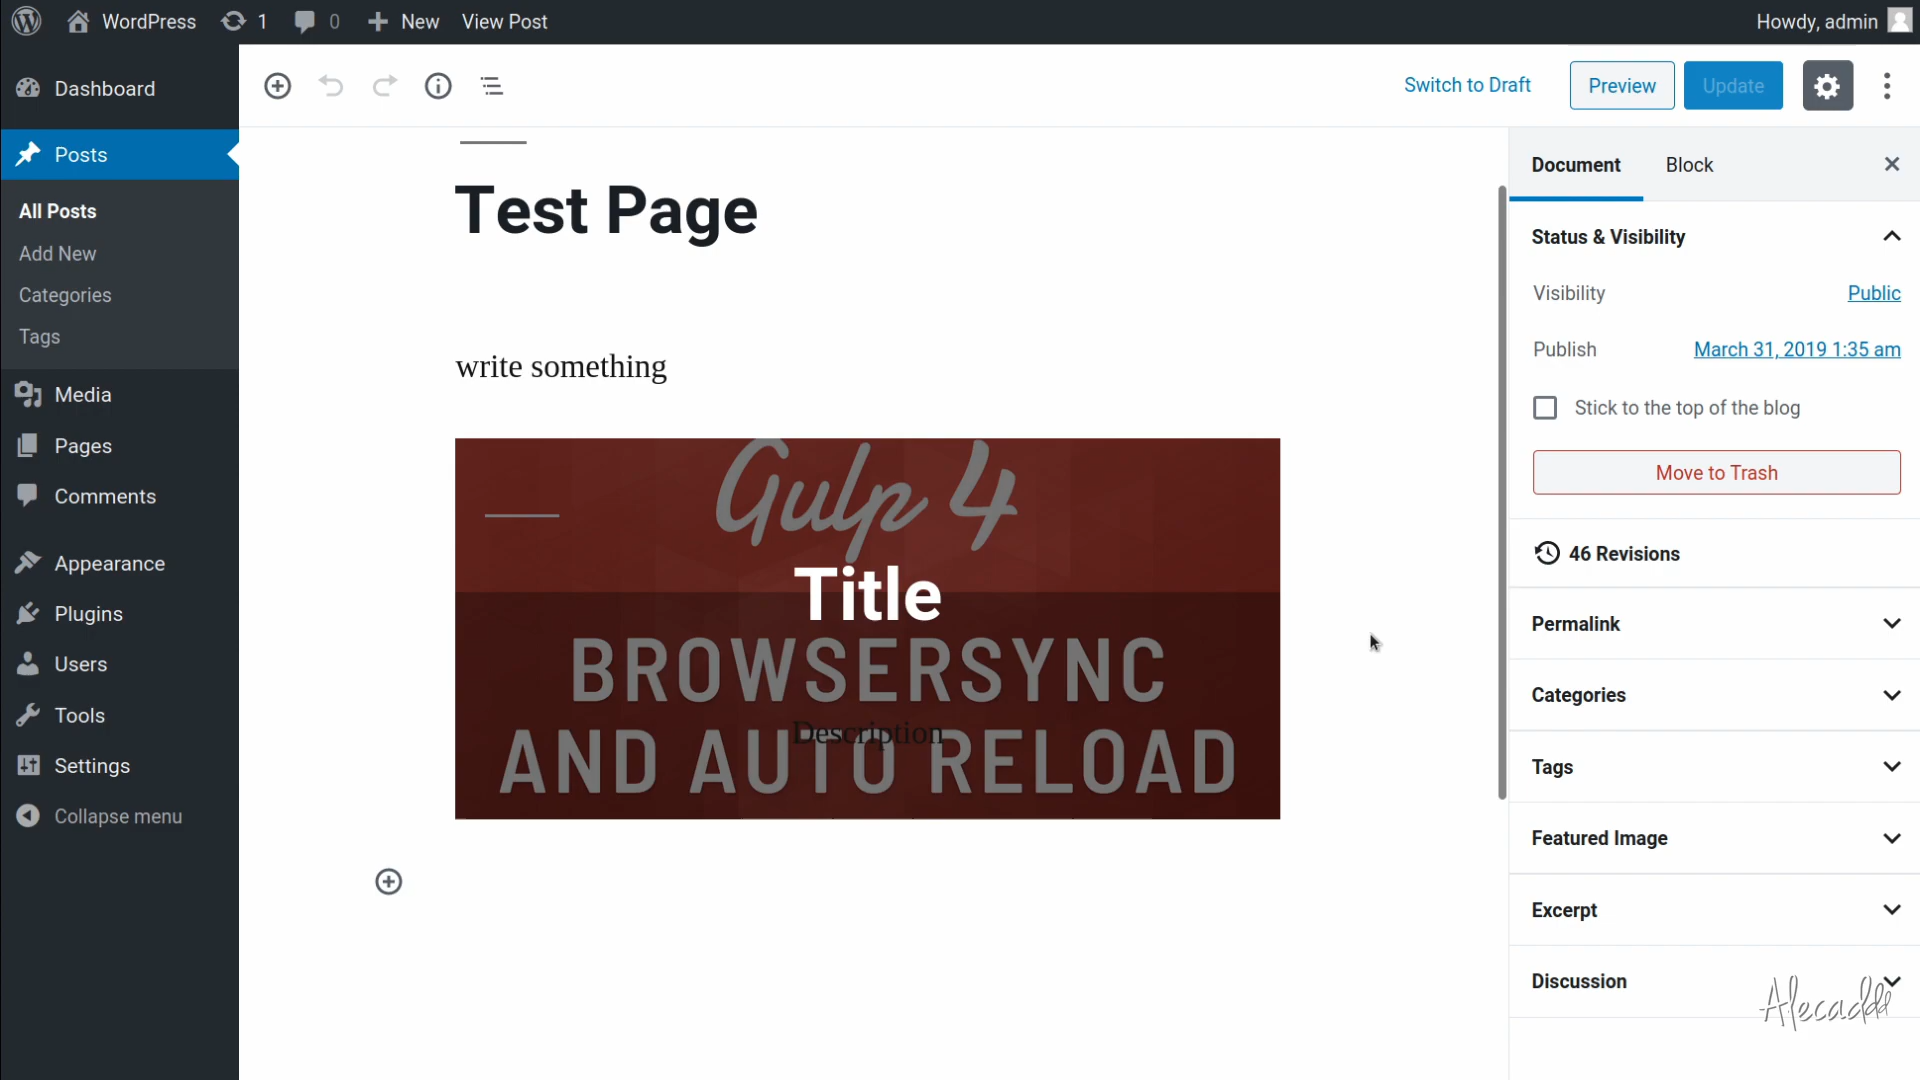 WordPress 1 0 New View Post Howdy, admin
Dashboard
Posts
All Posts
Add New
Categories
Tags
Media
Pages
Comments
Appearance
Plugins
Users
Tools
Settings
Collapse menu
Switch to Draft Preview Update
Test Page
write something
Gulp 4
Title
BROWSERSYNC
Description
AND AUTO RELOAD
Document Block
Status & Visibility
Visibility Public
Publish March 31, 2019 1:35 am
Stick to the top of the blog
Move to Trash
46 Revisions
Permalink
Categories
Tags
Featured Image
Excerpt
Discussion
Alecaddd